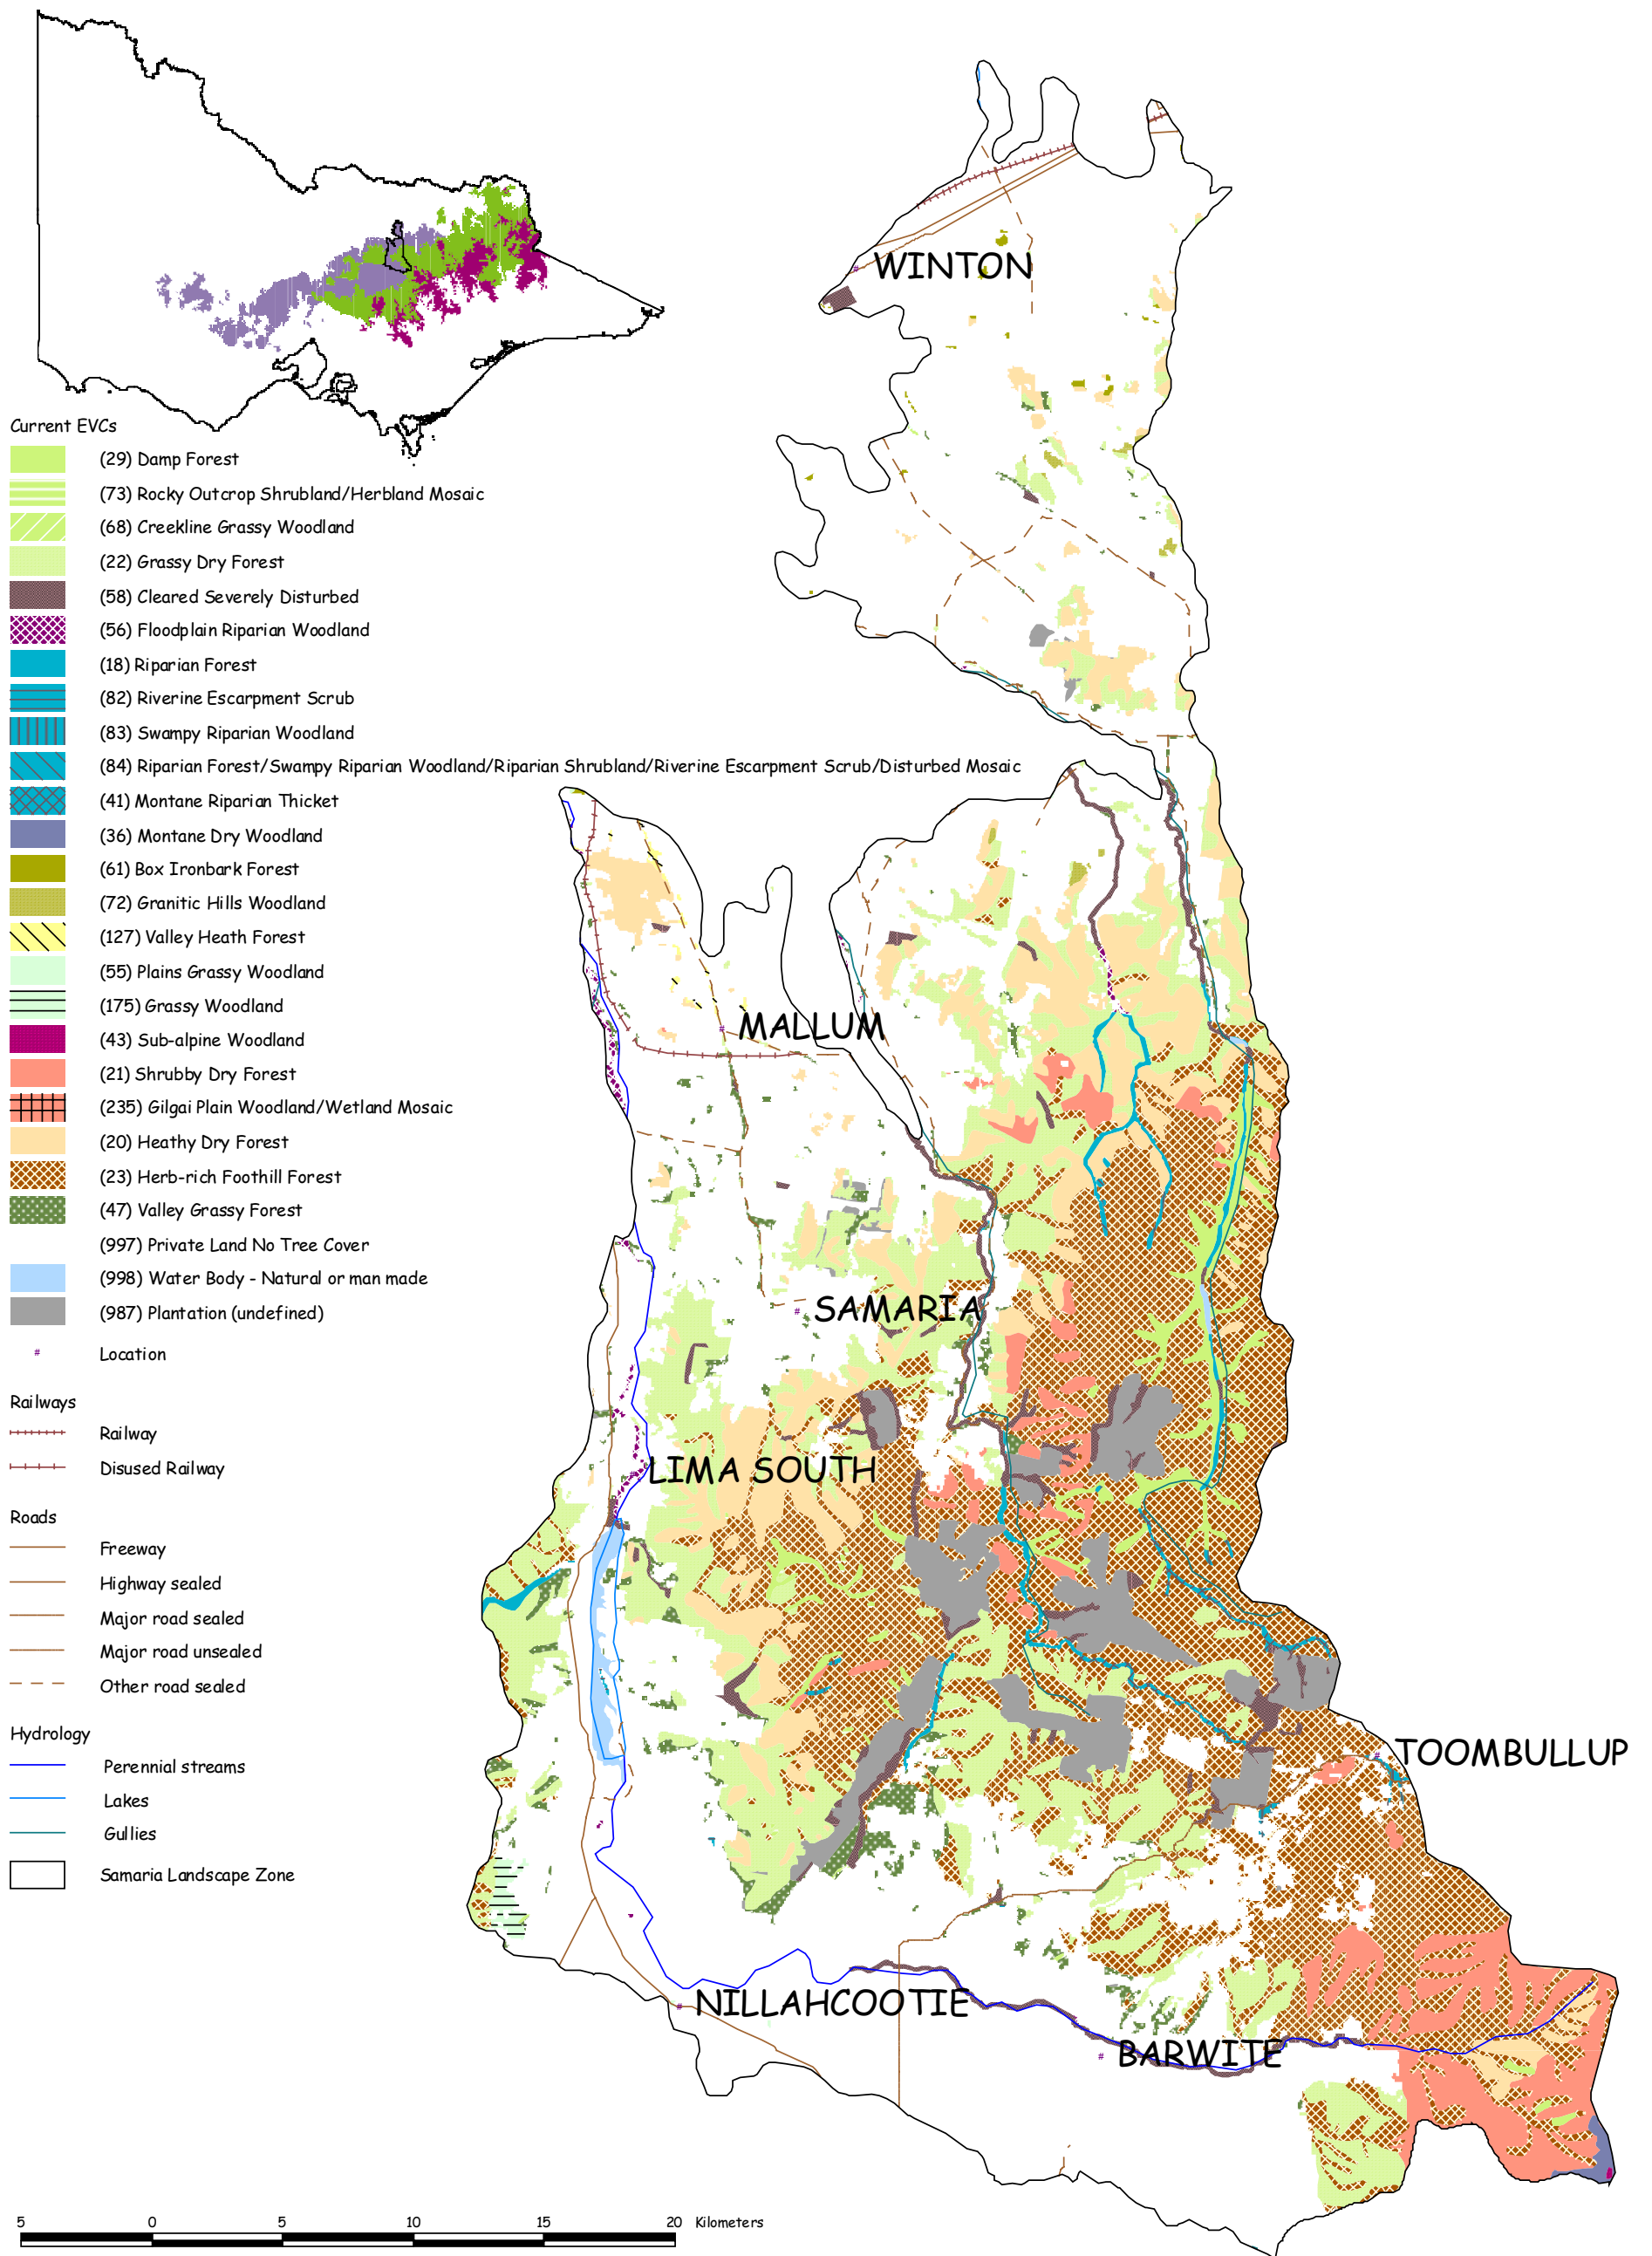 WINTON
Current EVCs
(29) Damp Forest
(73) Rocky Outcrop Shrubland/Herbland Mosaic
(68) Creekline Grassy Woodland
(22) Grassy Dry Forest
(58) Cleared Severely Disturbed
(56) Floodplain Riparian Woodland
(18) Riparian Forest
(82) Riverine Escarpment Scrub
(83) Swampy Riparian Woodland
(84) Riparian Forest/Swampy Riparian Woodland/Riparian Shrubland/Riverine Escarpment Scrub/Disturbed Mosaic
(41) Montane Riparian Thicket
(36) Montane Dry Woodland
(61) Box Ironbark Forest
(72) Granitic Hills Woodland
(127) Valley Heath Forest
(55) Plains Grassy Woodland
(175) Grassy Woodland
(43) Sub-alpine Woodland
(21) Shrubby Dry Forest
(235) Gilgai Plain Woodland/Wetland Mosaic
(20) Heathy Dry Forest
(23) Herb-rich Foothill Forest
(47) Valley Grassy Forest
(997) Private Land No Tree Cover
(998) Water Body - Natural or man made
(987) Plantation (undefined)
# Location
Railways
Railway
Disused Railway
Roads
Freeway
Highway sealed
Major road sealed
Major road unsealed
Other road sealed
Hydrology
Perennial streams
Lakes
Gullies
Samaria Landscape Zone
MALLUM
SAMARIA
LIMA SOUTH
TOOMBULLUP
NILLAHCOOTIE
BARWITE
5 0 5 10 15 20 Kilometers